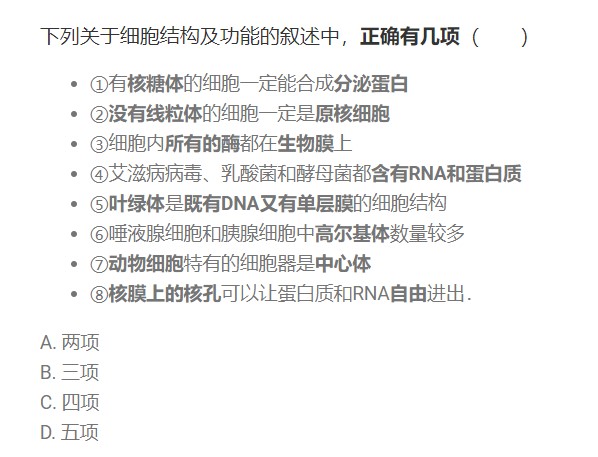 下列关于细胞结构及功能的叙述中，正确有几项（　　）
①有核糖体的细胞一定能合成分泌蛋白
②没有线粒体的细胞一定是原核细胞
③细胞内所有的酶都在生物膜上
④艾滋病病毒、乳酸菌和酵母菌都含有RNA和蛋白质
⑤叶绿体是既有DNA又有单层膜的细胞结构
⑥唾液腺细胞和胰腺细胞中高尔基体数量较多
⑦动物细胞特有的细胞器是中心体
⑧核膜上的核孔可以让蛋白质和RNA自由进出．
A. 两项
B. 三项
C. 四项
D. 五项